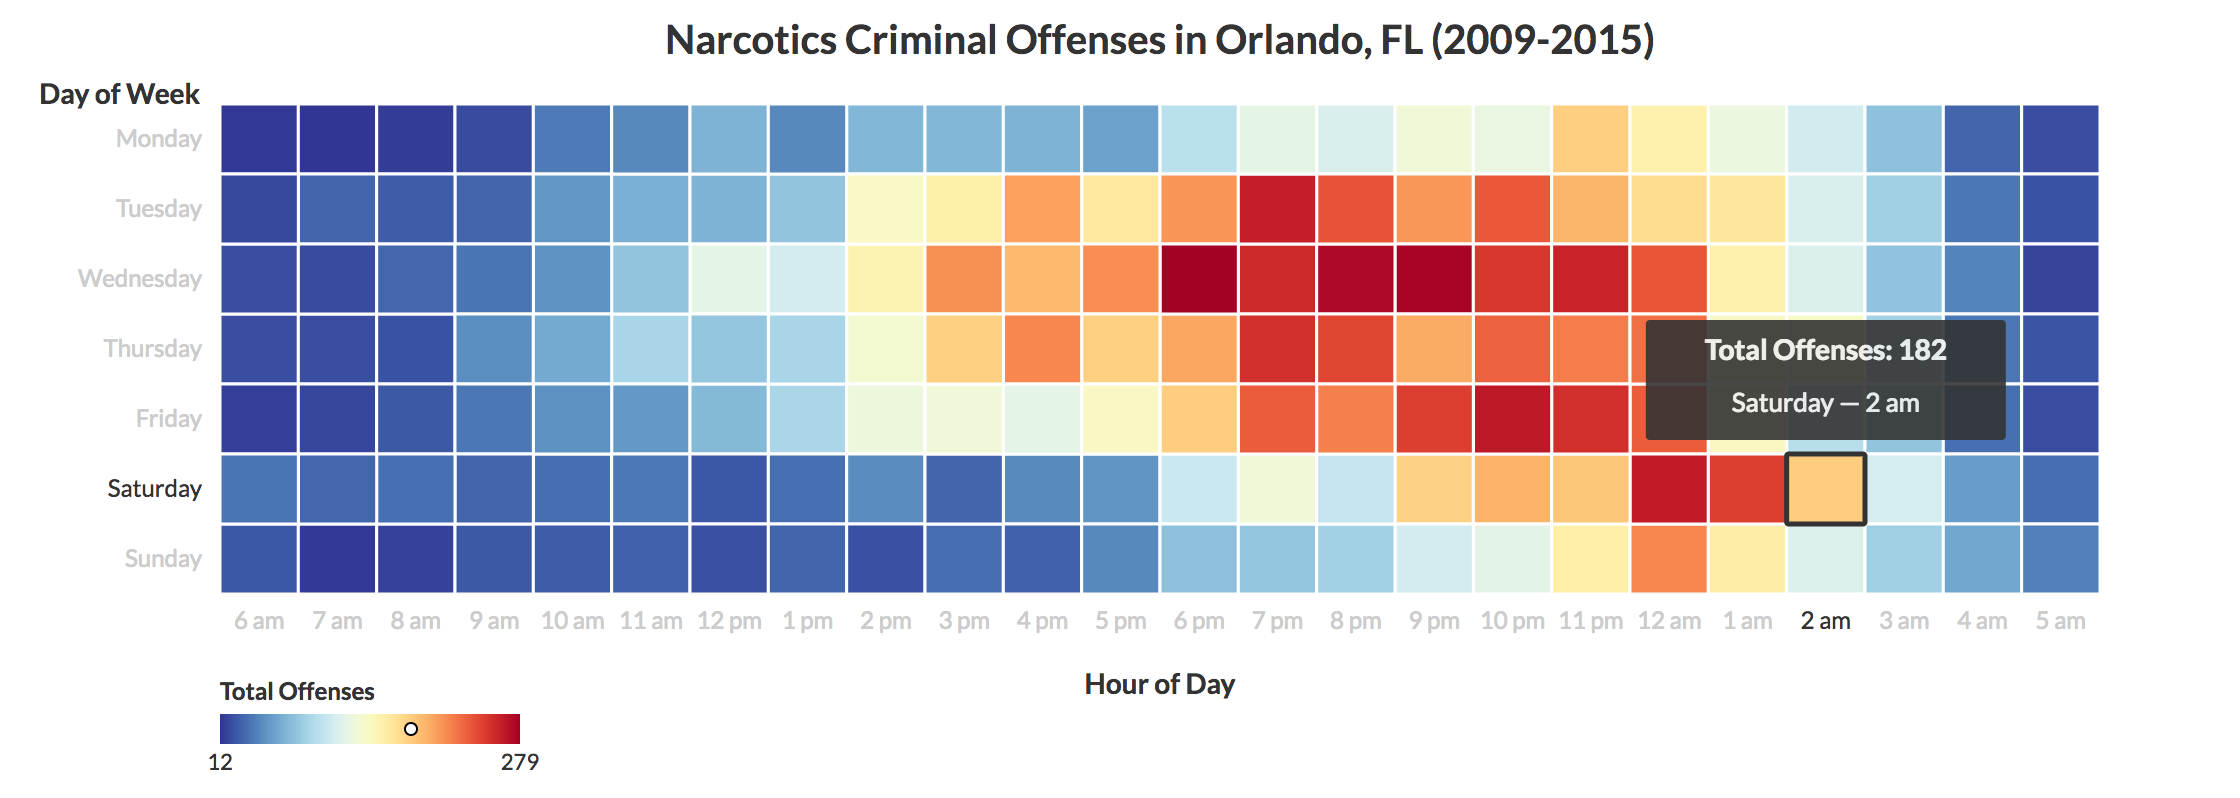 Narcotics Criminal Offenses in Orlando, FL (2009-2015)
Day of Week
Monday
Tuesday
Wednesday
Thursday
Total Offenses: 182
Saturday — 2 am
Friday
Saturday
Sunday
6 am 7 am 8 am 9 am 10 am 11 am 12 pm 1 pm 2 pm 3 pm 4 pm 5 pm 6 pm 7 pm 8 pm 9 pm 10 pm 11 pm 12 am 1 am 2 am 3 am 4 am 5 am
Hour of Day
Total Offenses
12 279